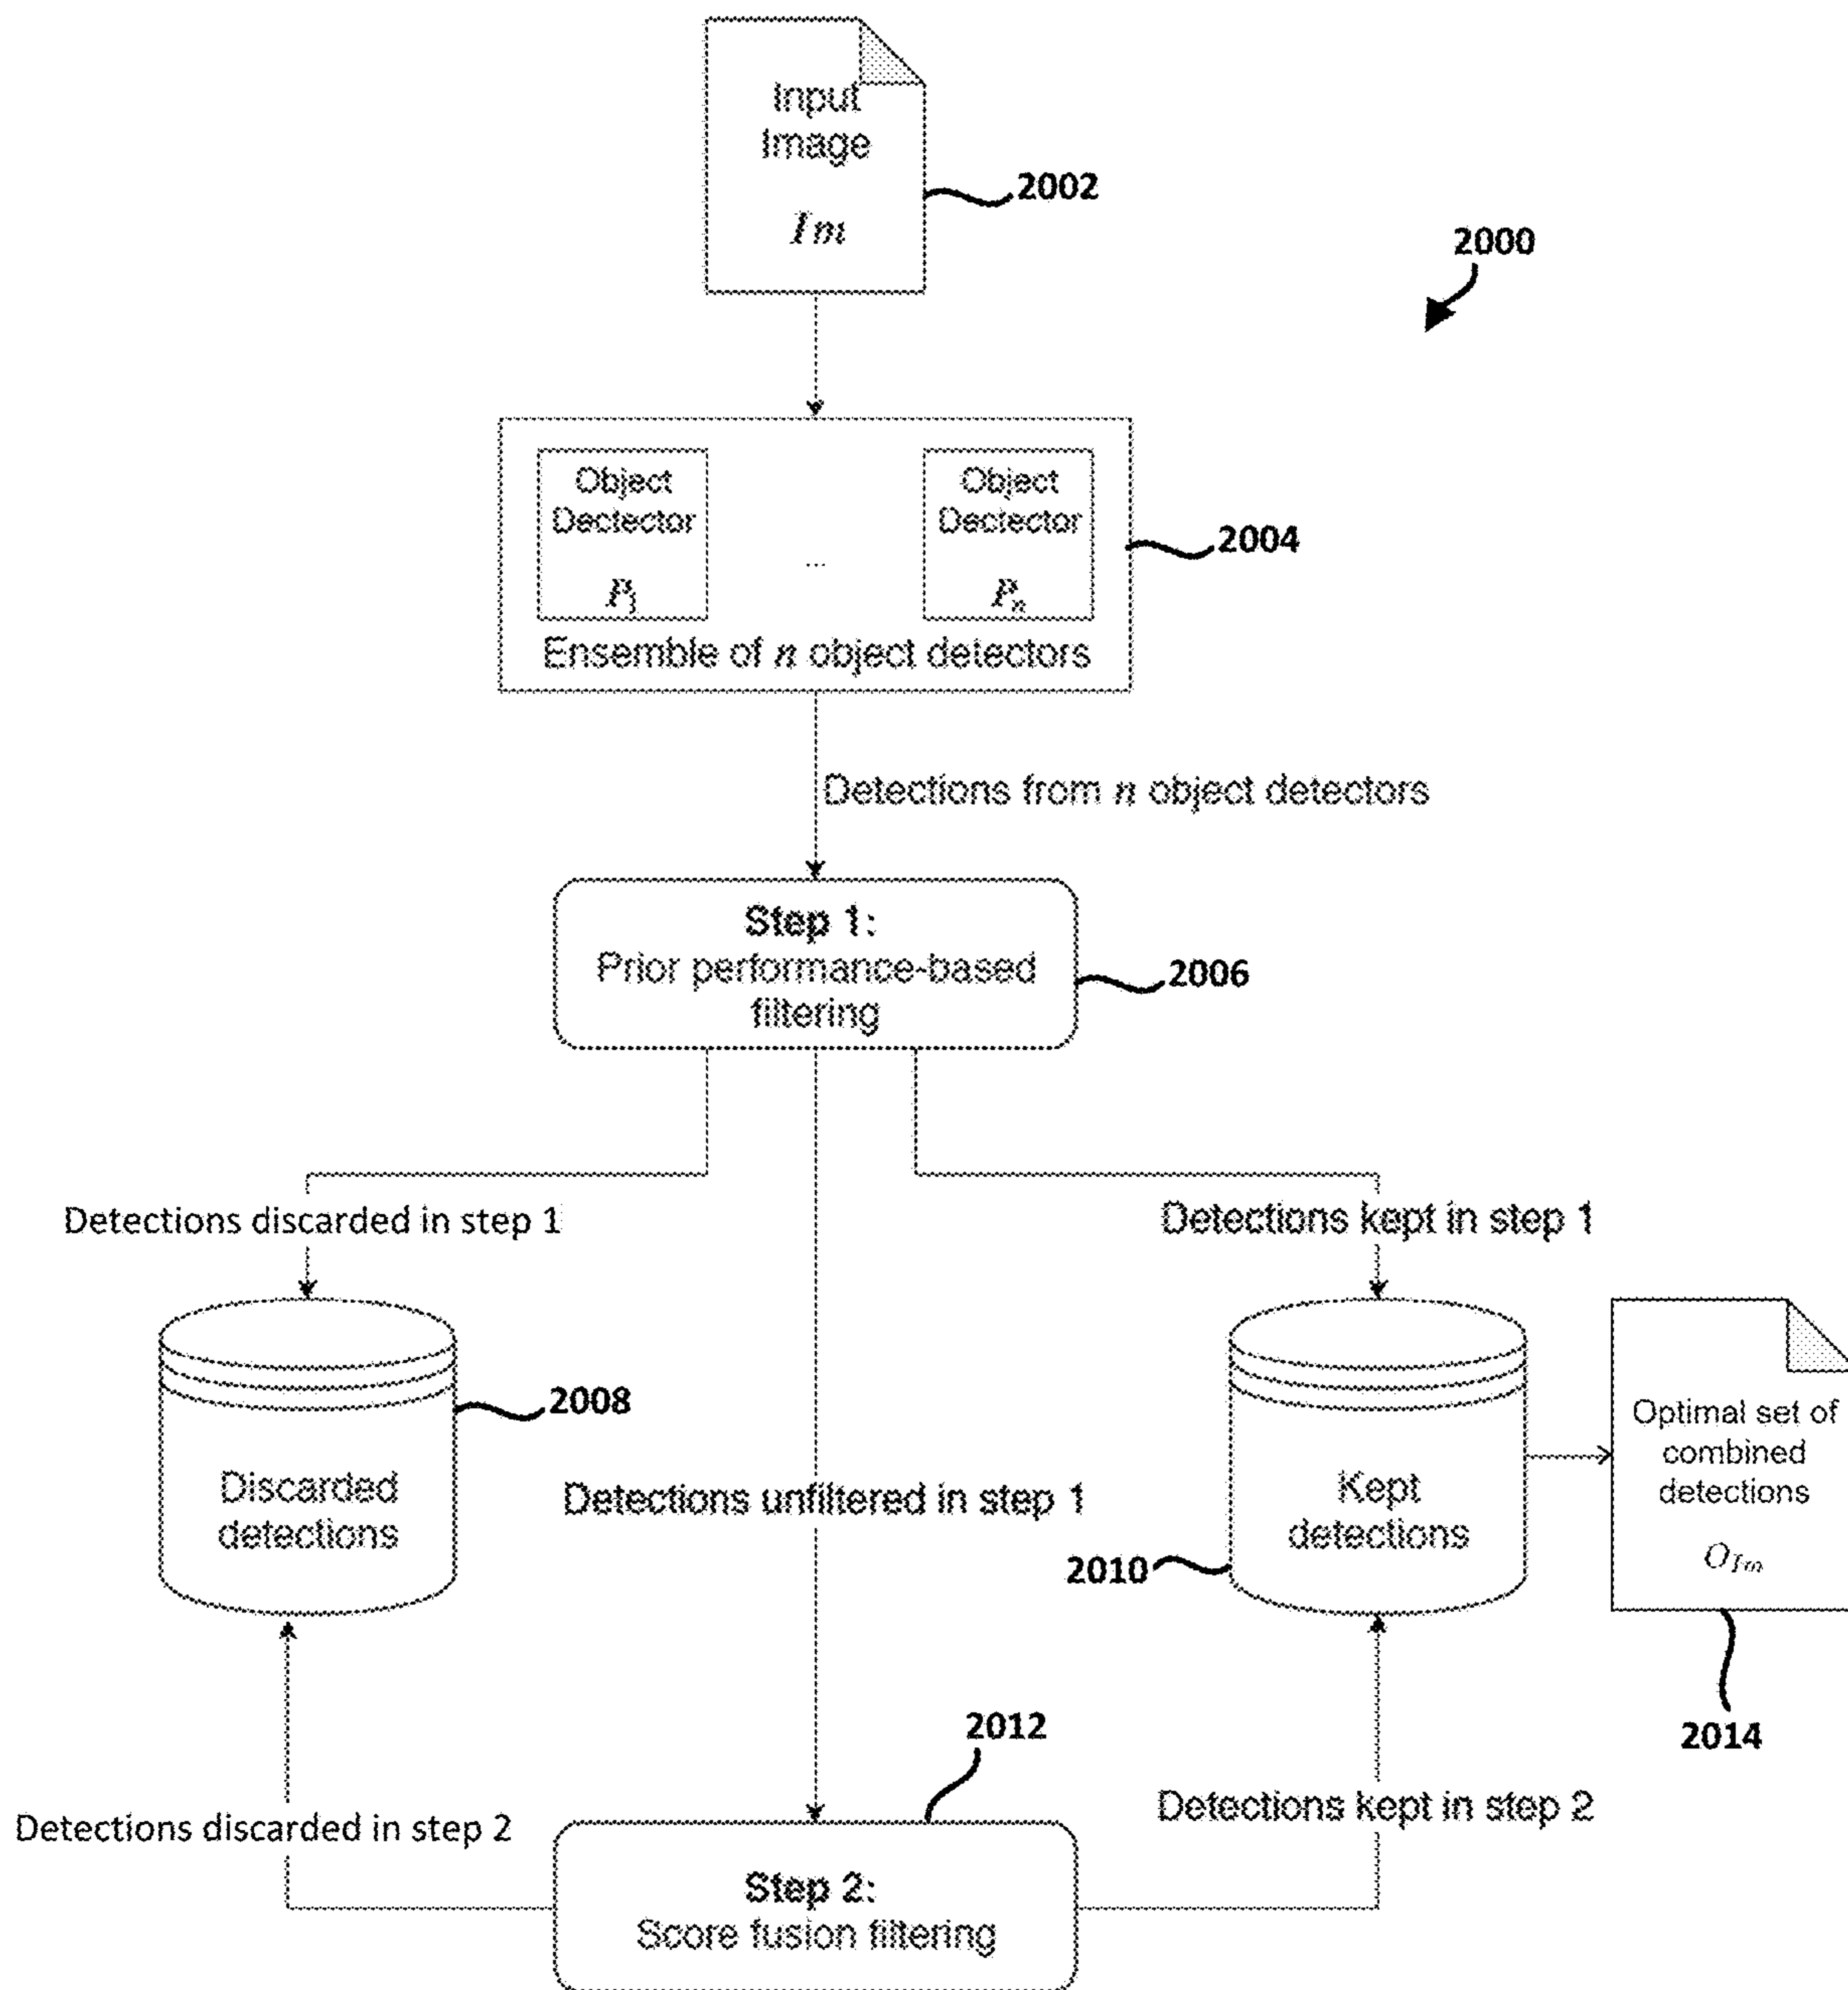 Input
Image
Im
2002
2000
Object
Dectector
P1
...
Object
Dectector
Pn
2004
Ensemble of n object detectors
Detections from n object detectors
Step 1:
Prior performance-based
filtering
2006
Detections discarded in step 1
Detections kept in step 1
Discarded
detections
2008
Detections unfiltered in step 1
Kept
detections
2010
Optimal set of
combined
detections
O_Im
2014
2012
Detections discarded in step 2
Detections kept in step 2
Step 2:
Score fusion filtering